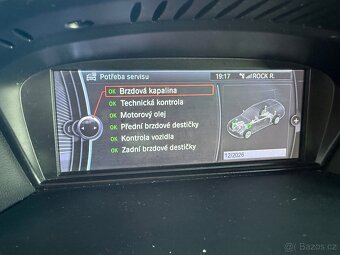 Potřeba servisu
19:17
ROCK R.
OK Brzdová kapalina
OK Technická kontrola
OK Motorový olej
OK Přední brzdové destičky
OK Kontrola vozidla
OK Zadní brzdové destičky
12/2026
Bazoš.cz